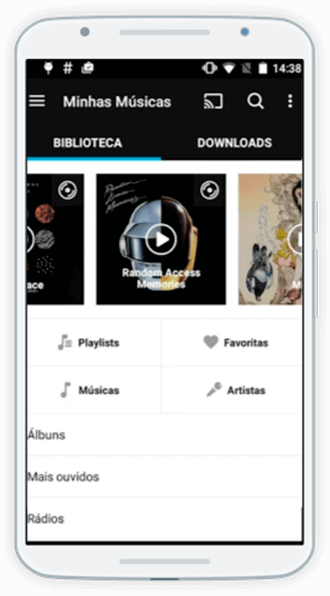 14:38
Minhas Músicas
BIBLIOTECA DOWNLOADS
Random Access Memories
Random Access
Memories
Playlists Favoritas
Músicas Artistas
Álbuns
Mais ouvidos
Rádios